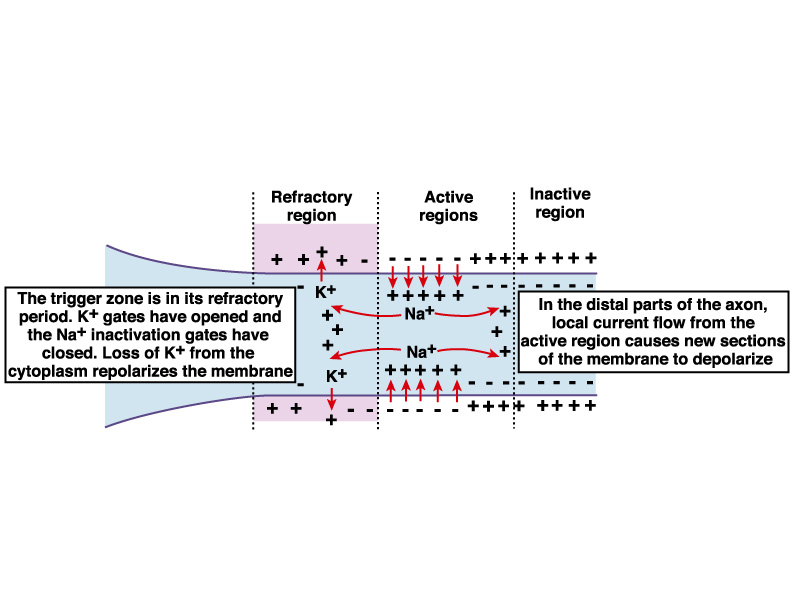 Refractory
region
Active
regions
Inactive
region
+ + + + -
- - - - - +++
+ + + + +
K+
-
+ + + + +
- - -
- - - - -
Na+
+
+
+
+
+
+
Na+
The trigger zone is in its refractory
period. K+ gates have opened and
the Na+ inactivation gates have
closed. Loss of K+ from the
cytoplasm repolarizes the membrane
In the distal parts of the axon,
local current flow from the
active region causes new sections
of the membrane to depolarize
K+
-
+ + + + +
- - - - - - - -
+ + + - -
- - - - - ++++
++++